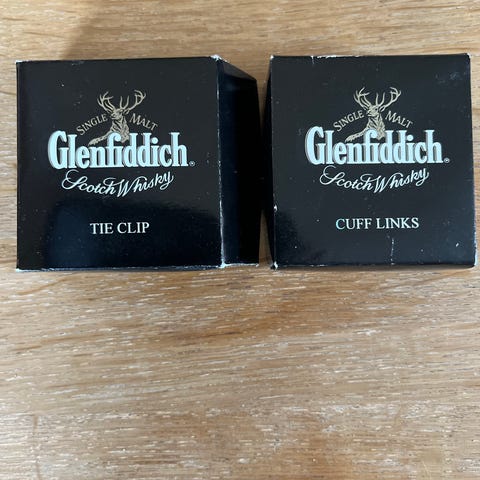 SINGLE MALT
Glenfiddich®
Scotch Whisky
TIE CLIP
SINGLE MALT
Glenfiddich®
Scotch Whisky
CUFF LINKS